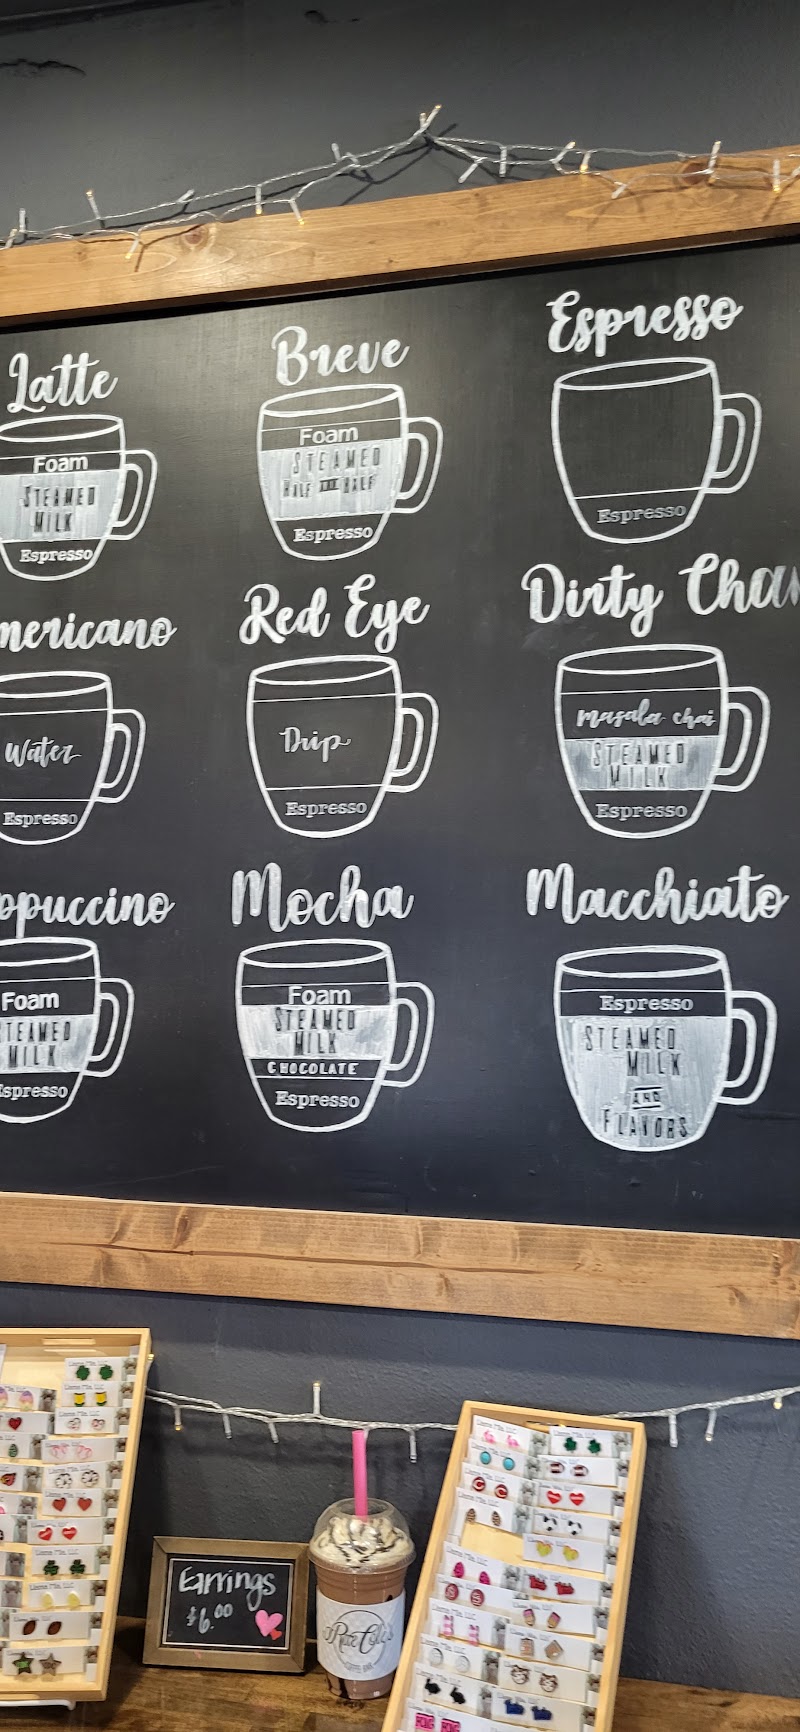 Latte
Foam
STEAMED
MILK
Espresso
Breve
Foam
STEAMED
HALF AND HALF
Espresso
Espresso
Espresso
mericano
Water
Espresso
Red Eye
Drip
Espresso
Dirty Chai
masala chai
STEAMED
MILK
Espresso
ppuccino
Foam
STEAMED
MILK
Espresso
Mocha
Foam
STEAMED
MILK
CHOCOLATE
Espresso
Macchiato
Espresso
STEAMED
MILK
AND
FLAVORS
Earrings
$6.00